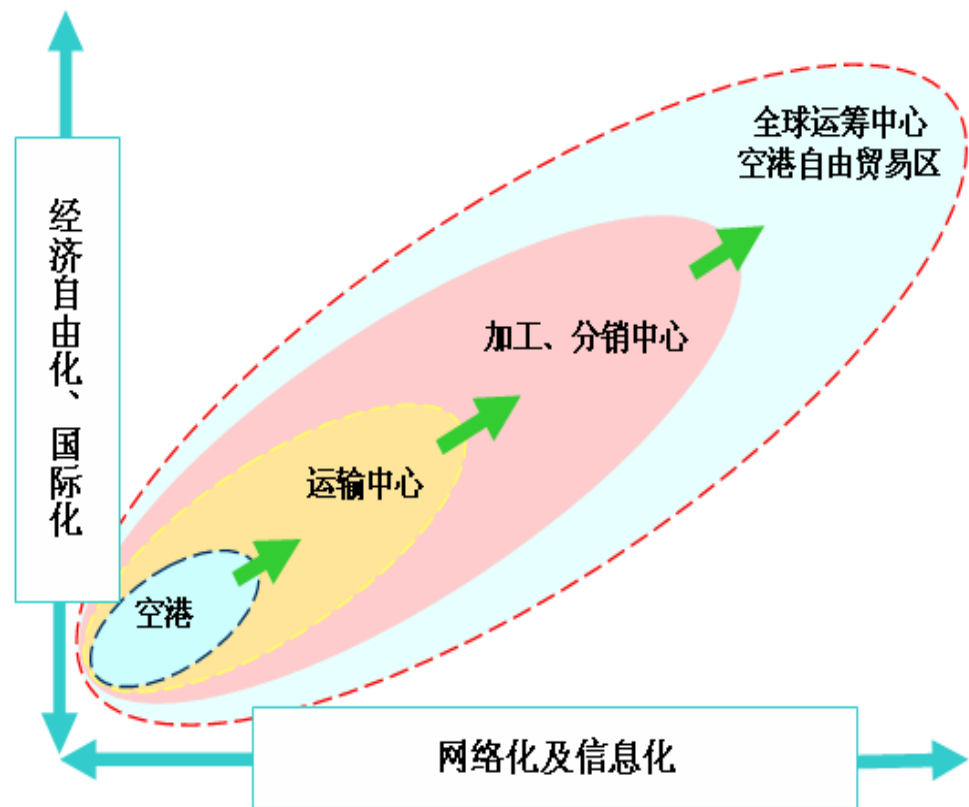 全球运筹中心
空港自由贸易区
经济自由化、国际化
加工、分销中心
运输中心
空港
网络化及信息化